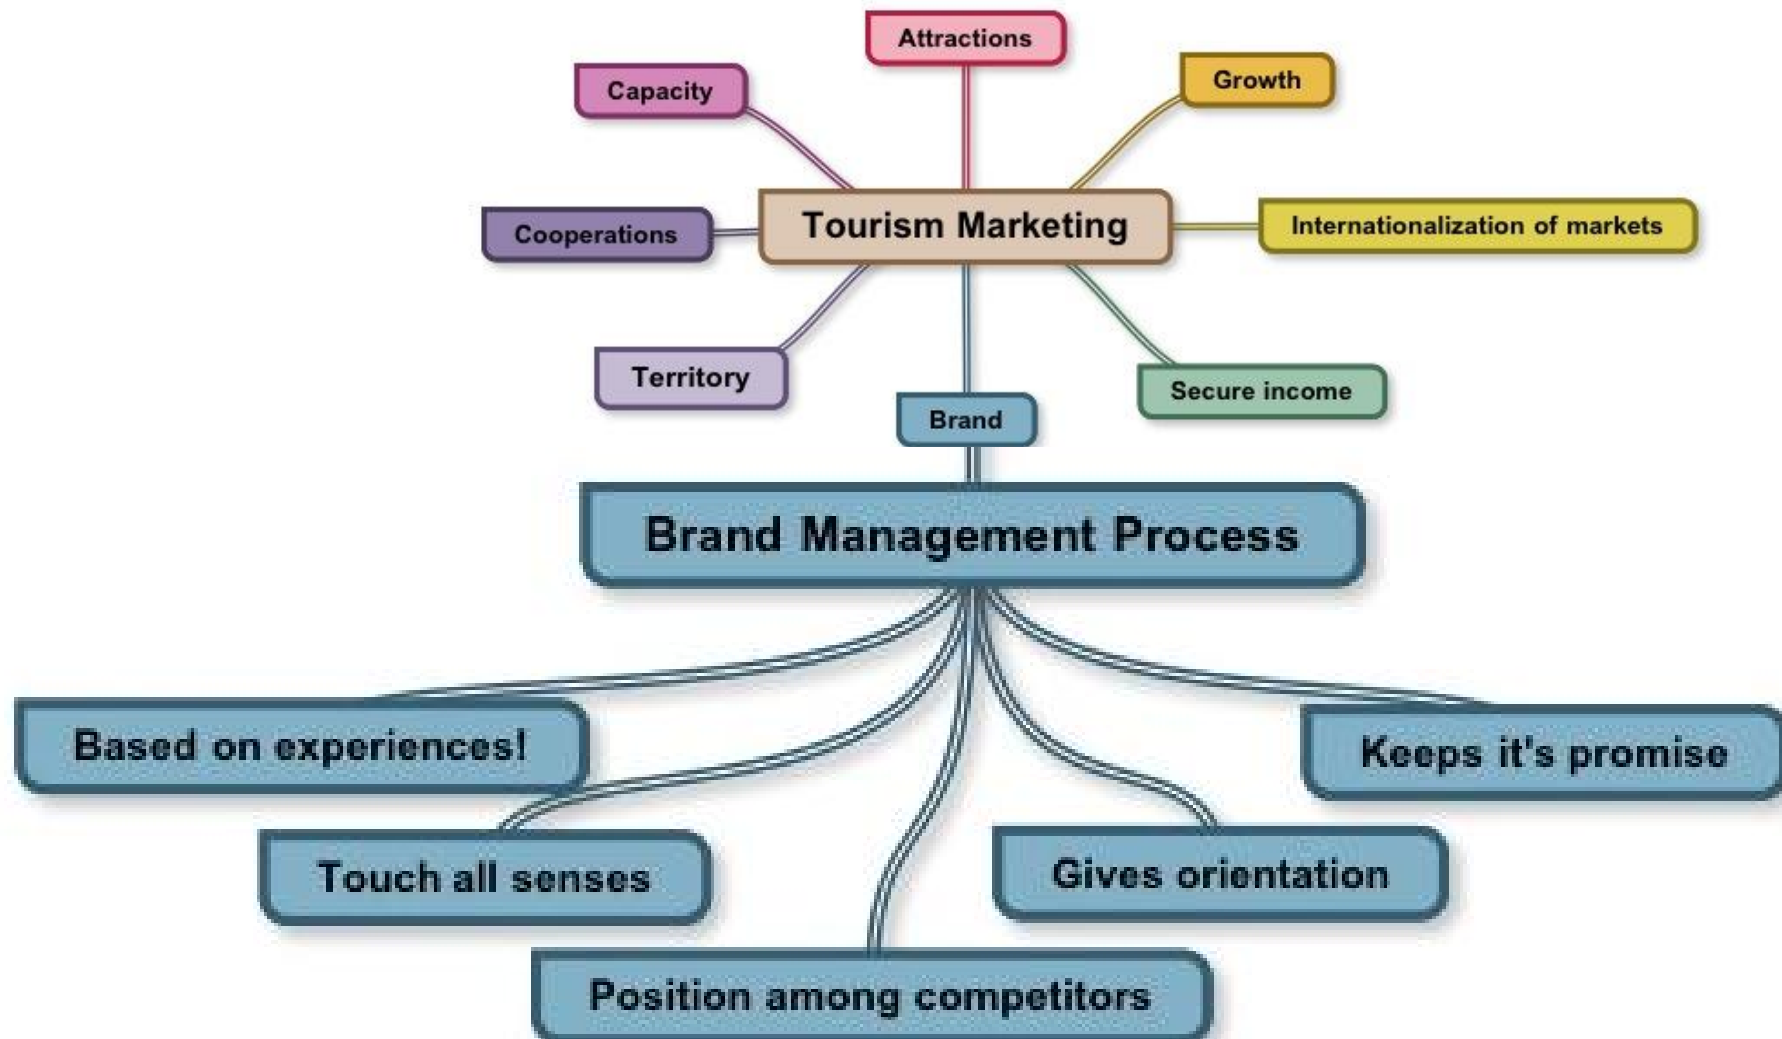 Attractions
Growth
Capacity
Tourism Marketing
Internationalization of markets
Cooperations
Territory
Secure income
Brand
Brand Management Process
Based on experiences!
Keeps it's promise
Touch all senses
Gives orientation
Position among competitors